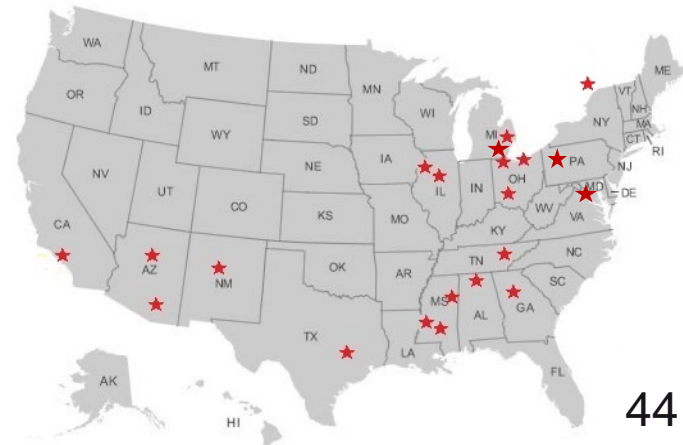 WA
MT
ND
MN
ME
OR
ID
WY
SD
WI
MI
VT
NH
NY
MA
CT
RI
NV
UT
CO
NE
IA
IL
IN
OH
PA
NJ
MD
DE
CA
KS
MO
KY
WV
VA
AZ
NM
OK
AR
TN
NC
SC
MS
AL
GA
TX
LA
FL
AK
HI
44